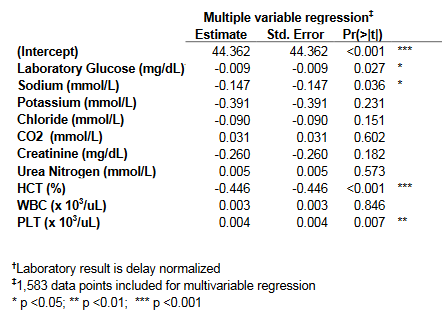 Multiple variable regression‡
Estimate Std. Error Pr(>|t|)
(Intercept) 44.362 44.362 <0.001 ***
Laboratory Glucose (mg/dL) -0.009 -0.009 0.027 *
Sodium (mmol/L) -0.147 -0.147 0.036 *
Potassium (mmol/L) -0.391 -0.391 0.231
Chloride (mmol/L) -0.090 -0.090 0.151
CO2 (mmol/L) 0.031 0.031 0.602
Creatinine (mg/dL) -0.260 -0.260 0.182
Urea Nitrogen (mmol/L) 0.005 0.005 0.573
HCT (%) -0.446 -0.446 <0.001 ***
WBC (x 10³/uL) 0.003 0.003 0.846
PLT (x 10³/uL) 0.004 0.004 0.007 **
†Laboratory result is delay normalized
‡1,583 data points included for multivariable regression
* p <0.05; ** p <0.01; *** p <0.001